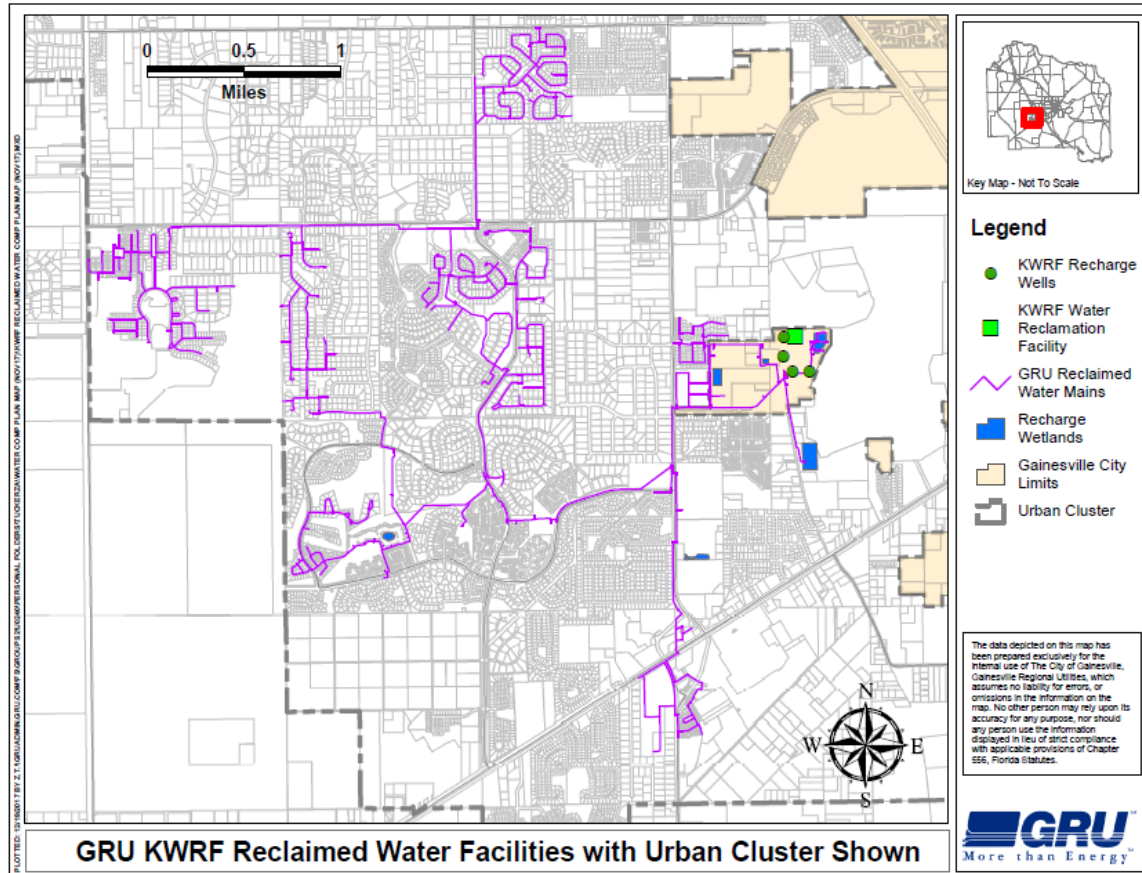 0 0.5 1
Miles
N
W E
S
Key Map - Not To Scale
Legend
KWRF Recharge
Wells
KWRF Water
Reclamation
Facility
GRU Reclaimed
Water Mains
Recharge
Wetlands
Gainesville City
Limits
Urban Cluster
The data depicted on this map has
been prepared exclusively for the
internal use of The City of Gainesville,
Gainesville Regional Utilities, which
assumes no liability for errors, or
omissions in the information on the
map. No other person may rely upon its
accuracy for any purpose, nor should
any person use the information
displayed in lieu of strict compliance
with applicable provisions of Chapter
556, Florida Statutes.
GRU
More than Energy
GRU KWRF Reclaimed Water Facilities with Urban Cluster Shown